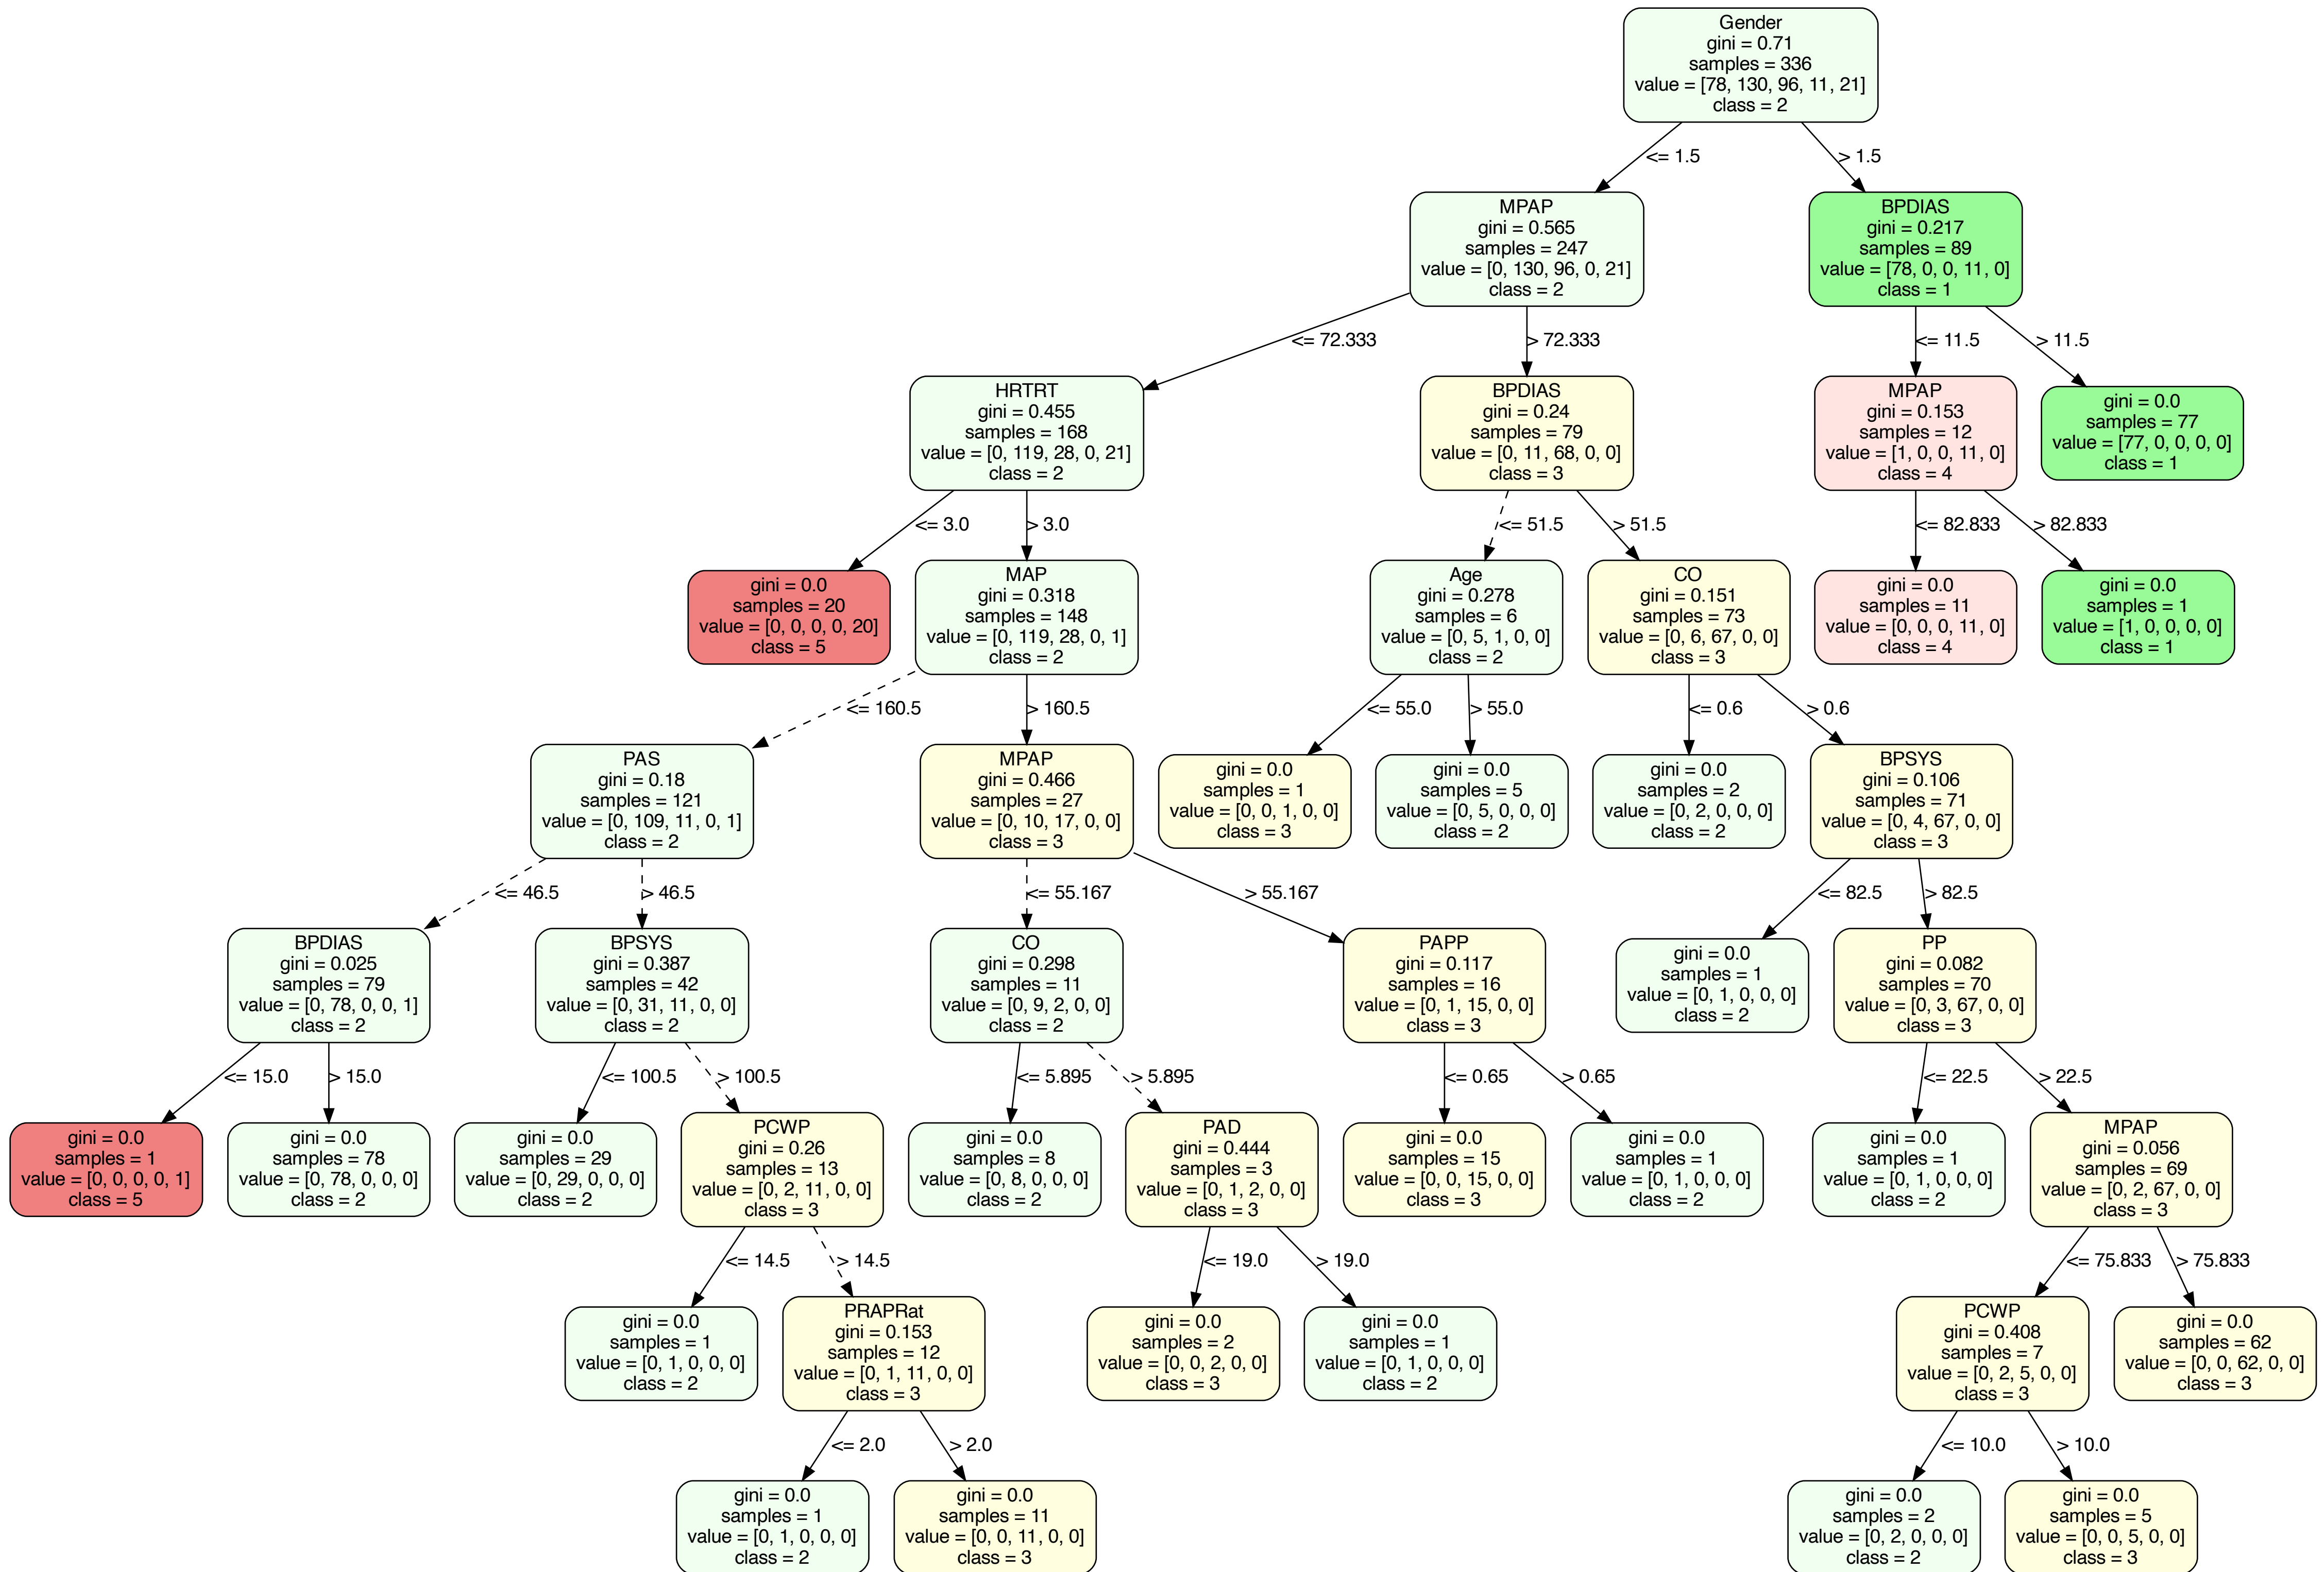 Gender
gini = 0.71
samples = 336
value = [78, 130, 96, 11, 21]
class = 2
<= 1.5
> 1.5
MPAP
gini = 0.565
samples = 247
value = [0, 130, 96, 0, 21]
class = 2
BPDIAS
gini = 0.217
samples = 89
value = [78, 0, 0, 11, 0]
class = 1
<= 72.333
> 72.333
<= 11.5
> 11.5
HRTRT
gini = 0.455
samples = 168
value = [0, 119, 28, 0, 21]
class = 2
BPDIAS
gini = 0.24
samples = 79
value = [0, 11, 68, 0, 0]
class = 3
MPAP
gini = 0.153
samples = 12
value = [1, 0, 0, 11, 0]
class = 4
gini = 0.0
samples = 77
value = [77, 0, 0, 0, 0]
class = 1
<= 3.0
> 3.0
<= 51.5
> 51.5
<= 82.833
> 82.833
gini = 0.0
samples = 20
value = [0, 0, 0, 0, 20]
class = 5
MAP
gini = 0.318
samples = 148
value = [0, 119, 28, 0, 1]
class = 2
Age
gini = 0.278
samples = 6
value = [0, 5, 1, 0, 0]
class = 2
CO
gini = 0.151
samples = 73
value = [0, 6, 67, 0, 0]
class = 3
gini = 0.0
samples = 11
value = [0, 0, 0, 11, 0]
class = 4
gini = 0.0
samples = 1
value = [1, 0, 0, 0, 0]
class = 1
<= 160.5
> 160.5
<= 55.0
> 55.0
<= 0.6
> 0.6
PAS
gini = 0.18
samples = 121
value = [0, 109, 11, 0, 1]
class = 2
MPAP
gini = 0.466
samples = 27
value = [0, 10, 17, 0, 0]
class = 3
gini = 0.0
samples = 1
value = [0, 0, 1, 0, 0]
class = 3
gini = 0.0
samples = 5
value = [0, 5, 0, 0, 0]
class = 2
gini = 0.0
samples = 2
value = [0, 2, 0, 0, 0]
class = 2
BPSYS
gini = 0.106
samples = 71
value = [0, 4, 67, 0, 0]
class = 3
<= 46.5
> 46.5
<= 55.167
> 55.167
<= 82.5
> 82.5
BPDIAS
gini = 0.025
samples = 79
value = [0, 78, 0, 0, 1]
class = 2
BPSYS
gini = 0.387
samples = 42
value = [0, 31, 11, 0, 0]
class = 2
CO
gini = 0.298
samples = 11
value = [0, 9, 2, 0, 0]
class = 2
PAPP
gini = 0.117
samples = 16
value = [0, 1, 15, 0, 0]
class = 3
gini = 0.0
samples = 1
value = [0, 1, 0, 0, 0]
class = 2
PP
gini = 0.082
samples = 70
value = [0, 3, 67, 0, 0]
class = 3
<= 15.0
> 15.0
<= 100.5
> 100.5
<= 5.895
> 5.895
<= 0.65
> 0.65
<= 22.5
> 22.5
gini = 0.0
samples = 1
value = [0, 0, 0, 0, 1]
class = 5
gini = 0.0
samples = 78
value = [0, 78, 0, 0, 0]
class = 2
gini = 0.0
samples = 29
value = [0, 29, 0, 0, 0]
class = 2
PCWP
gini = 0.26
samples = 13
value = [0, 2, 11, 0, 0]
class = 3
gini = 0.0
samples = 8
value = [0, 8, 0, 0, 0]
class = 2
PAD
gini = 0.444
samples = 3
value = [0, 1, 2, 0, 0]
class = 3
gini = 0.0
samples = 15
value = [0, 0, 15, 0, 0]
class = 3
gini = 0.0
samples = 1
value = [0, 1, 0, 0, 0]
class = 2
gini = 0.0
samples = 1
value = [0, 1, 0, 0, 0]
class = 2
MPAP
gini = 0.056
samples = 69
value = [0, 2, 67, 0, 0]
class = 3
<= 14.5
> 14.5
<= 19.0
> 19.0
<= 75.833
> 75.833
gini = 0.0
samples = 1
value = [0, 1, 0, 0, 0]
class = 2
PRAPRat
gini = 0.153
samples = 12
value = [0, 1, 11, 0, 0]
class = 3
gini = 0.0
samples = 2
value = [0, 0, 2, 0, 0]
class = 3
gini = 0.0
samples = 1
value = [0, 1, 0, 0, 0]
class = 2
PCWP
gini = 0.408
samples = 7
value = [0, 2, 5, 0, 0]
class = 3
gini = 0.0
samples = 62
value = [0, 0, 62, 0, 0]
class = 3
<= 2.0
> 2.0
<= 10.0
> 10.0
gini = 0.0
samples = 1
value = [0, 1, 0, 0, 0]
class = 2
gini = 0.0
samples = 11
value = [0, 0, 11, 0, 0]
class = 3
gini = 0.0
samples = 2
value = [0, 2, 0, 0, 0]
class = 2
gini = 0.0
samples = 5
value = [0, 0, 5, 0, 0]
class = 3